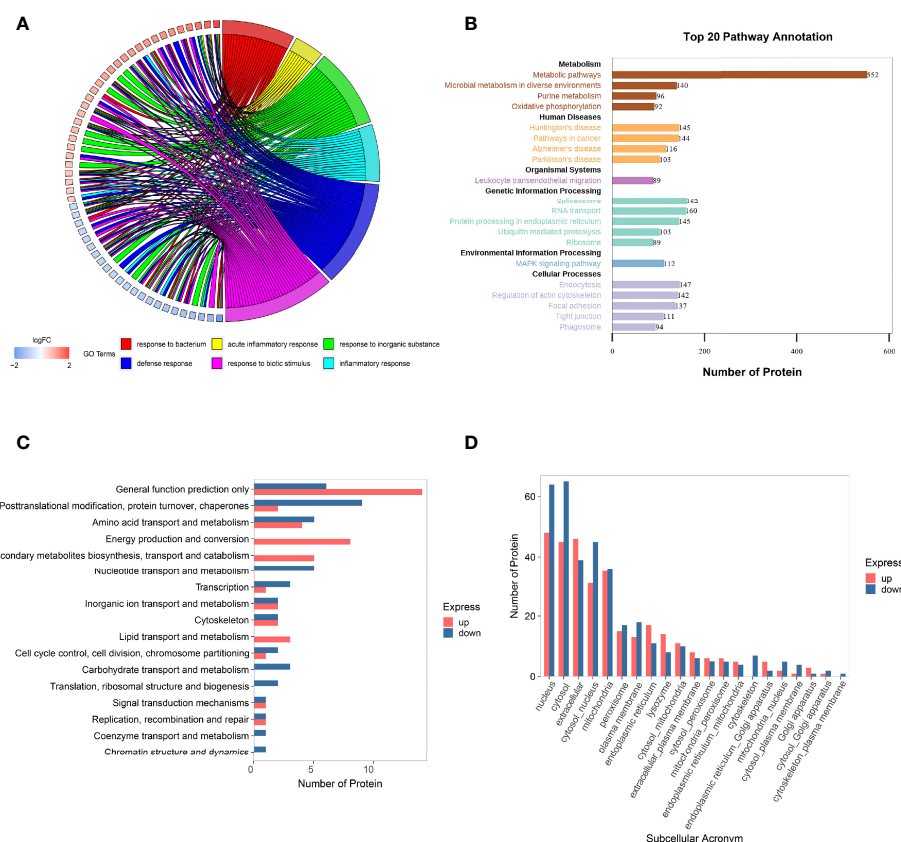 A
logFC
−2 2
GO Terms
response to bacterium
acute inflammatory response
response to inorganic substance
defense response
response to biotic stimulus
inflammatory response
B
Top 20 Pathway Annotation
Metabolism
Metabolic pathways 552
Microbial metabolism in diverse environments 140
Purine metabolism 96
Oxidative phosphorylation 92
Human Diseases
Huntington's disease 145
Pathways in cancer 144
Alzheimer's disease 116
Parkinson's disease 103
Organismal Systems
Leukocyte transendothelial migration 89
Genetic Information Processing
Spliceosome 162
RNA transport 160
Protein processing in endoplasmic reticulum 145
Ubiquitin mediated proteolysis 103
Ribosome 89
Environmental Information Processing
MAPK signaling pathway 112
Cellular Processes
Endocytosis 147
Regulation of actin cytoskeleton 142
Focal adhesion 137
Tight junction 111
Phagosome 94
0 200 400 600
Number of Protein
C
General function prediction only
Posttranslational modification, protein turnover, chaperones
Amino acid transport and metabolism
Energy production and conversion
condary metabolites biosynthesis, transport and catabolism
Nucleotide transport and metabolism
Transcription
Inorganic ion transport and metabolism
Cytoskeleton
Lipid transport and metabolism
Cell cycle control, cell division, chromosome partitioning
Carbohydrate transport and metabolism
Translation, ribosomal structure and biogenesis
Signal transduction mechanisms
Replication, recombination and repair
Coenzyme transport and metabolism
Chromatin structure and dynamics
0 5 10
Number of Protein
Express
up
down
D
Number of Protein
60
40
20
0
nucleus
cytosol
extracellular
cytosol_nucleus
mitochondria
peroxisome
plasma membrane
endoplasmic reticulum
lysozyme
cytosol_mitochondria
extracellular_plasma membrane
cytosol_peroxisome
mitochondria_peroxisome
endoplasmic reticulum_mitochondria
cytoskeleton
endoplasmic reticulum_Golgi apparatus
mitochondria_nucleus
cytosol_plasma membrane
Golgi apparatus
cytosol_Golgi apparatus
cytoskeleton_plasma membrane
Subcellular Acronym
Express
up
down